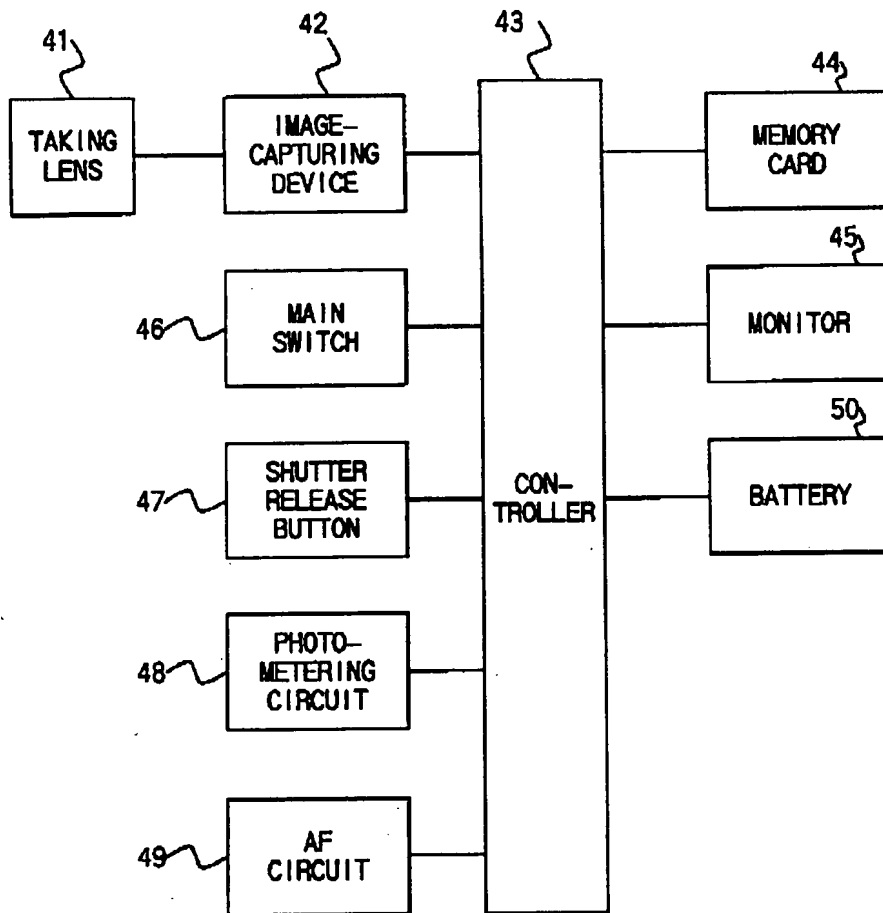 41
42
43
44
TAKING
LENS
IMAGE-
CAPTURING
DEVICE
MEMORY
CARD
45
46
MAIN
SWITCH
MONITOR
50
47
SHUTTER
RELEASE
BUTTON
CON-
TROLLER
BATTERY
48
PHOTO-
METERING
CIRCUIT
49
AF
CIRCUIT